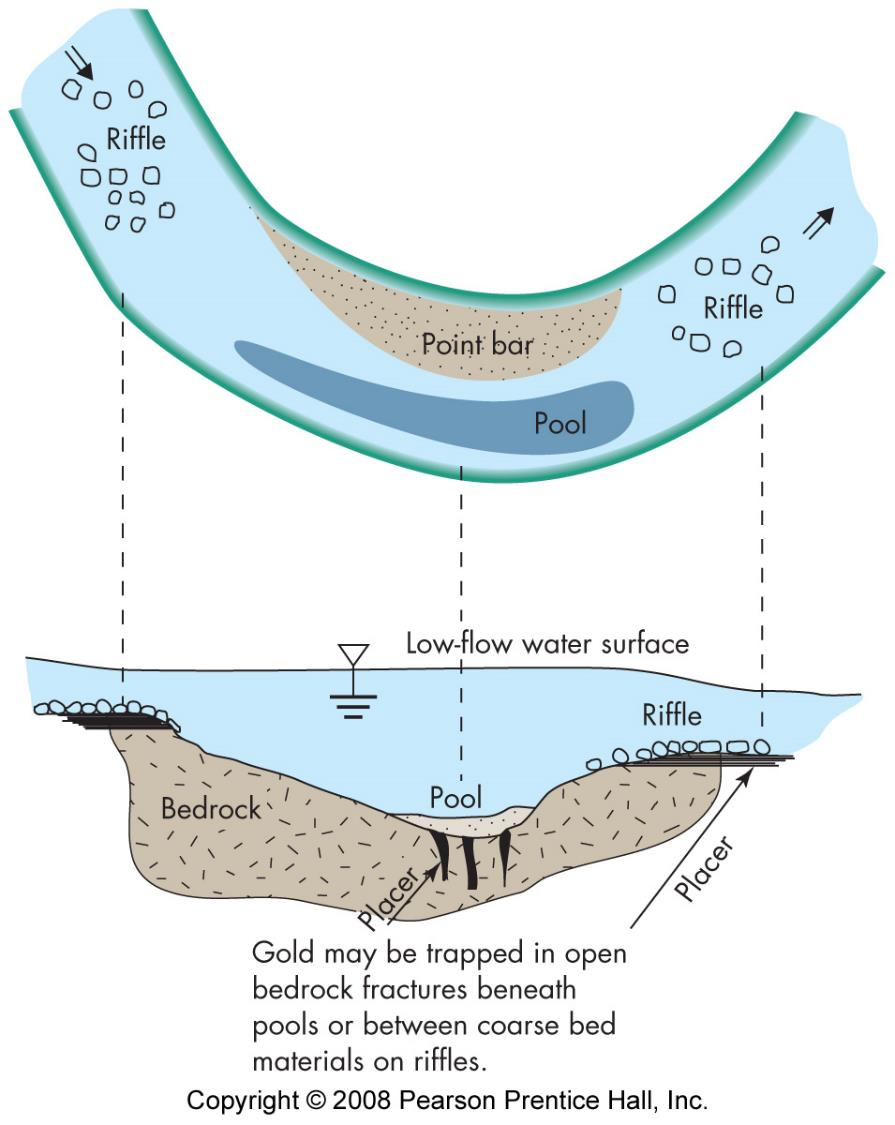 Riffle
Point bar
Riffle
Pool
Low-flow water surface
Riffle
Pool
Bedrock
Placer
Placer
Gold may be trapped in open
bedrock fractures beneath
pools or between coarse bed
materials on riffles.
Copyright © 2008 Pearson Prentice Hall, Inc.